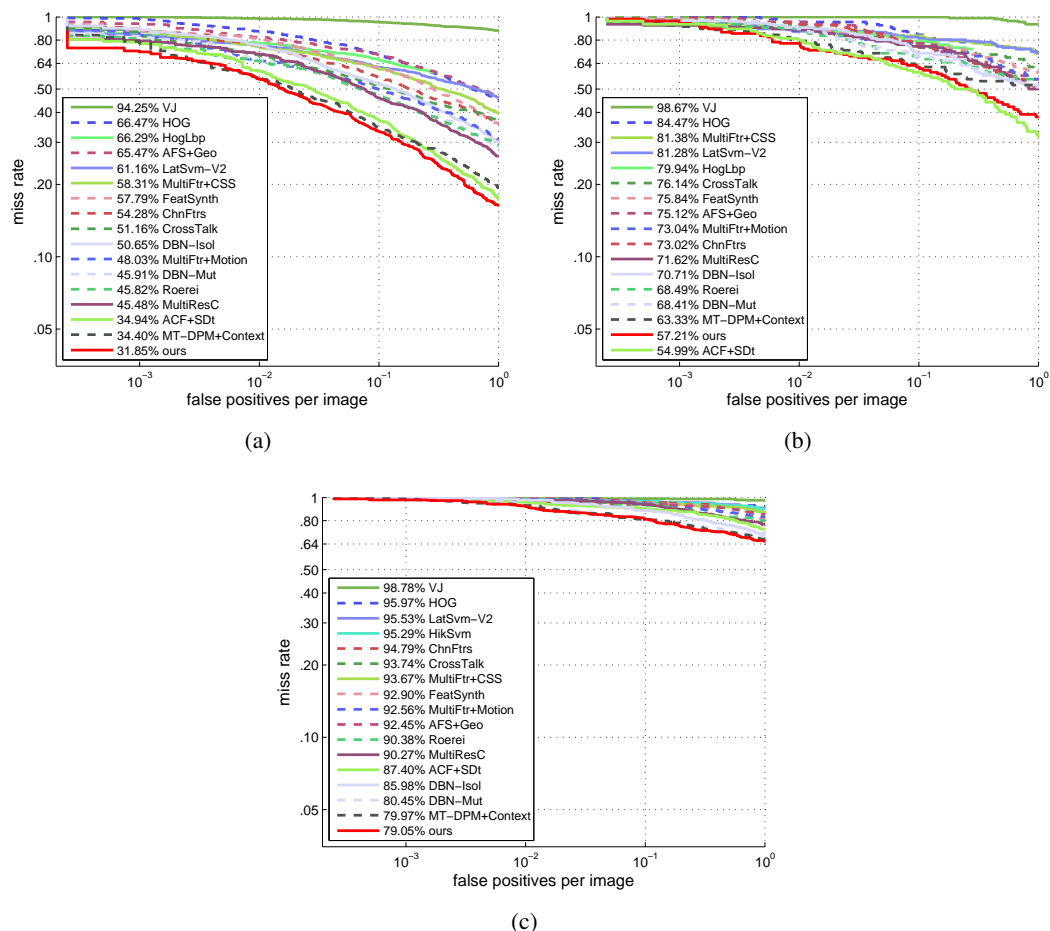 1
.80
.64
.50
.40
.30
.20
.10
.05
miss rate
94.25% VJ
66.47% HOG
66.29% HogLbp
65.47% AFS+Geo
61.16% LatSvm−V2
58.31% MultiFtr+CSS
57.79% FeatSynth
54.28% ChnFtrs
51.16% CrossTalk
50.65% DBN−Isol
48.03% MultiFtr+Motion
45.91% DBN−Mut
45.82% Roerei
45.48% MultiResC
34.94% ACF+SDt
34.40% MT−DPM+Context
31.85% ours
10−3 10−2 10−1 100
false positives per image
(a)
1
.80
.64
.50
.40
.30
.20
.10
.05
miss rate
98.67% VJ
84.47% HOG
81.38% MultiFtr+CSS
81.28% LatSvm−V2
79.94% HogLbp
76.14% CrossTalk
75.84% FeatSynth
75.12% AFS+Geo
73.04% MultiFtr+Motion
73.02% ChnFtrs
71.62% MultiResC
70.71% DBN−Isol
68.49% Roerei
68.41% DBN−Mut
63.33% MT−DPM+Context
57.21% ours
54.99% ACF+SDt
10−3 10−2 10−1 100
false positives per image
(b)
1
.80
.64
.50
.40
.30
.20
.10
.05
miss rate
98.78% VJ
95.97% HOG
95.53% LatSvm−V2
95.29% HikSvm
94.79% ChnFtrs
93.74% CrossTalk
93.67% MultiFtr+CSS
92.90% FeatSynth
92.56% MultiFtr+Motion
92.45% AFS+Geo
90.38% Roerei
90.27% MultiResC
87.40% ACF+SDt
85.98% DBN−Isol
80.45% DBN−Mut
79.97% MT−DPM+Context
79.05% ours
10−3 10−2 10−1 100
false positives per image
(c)